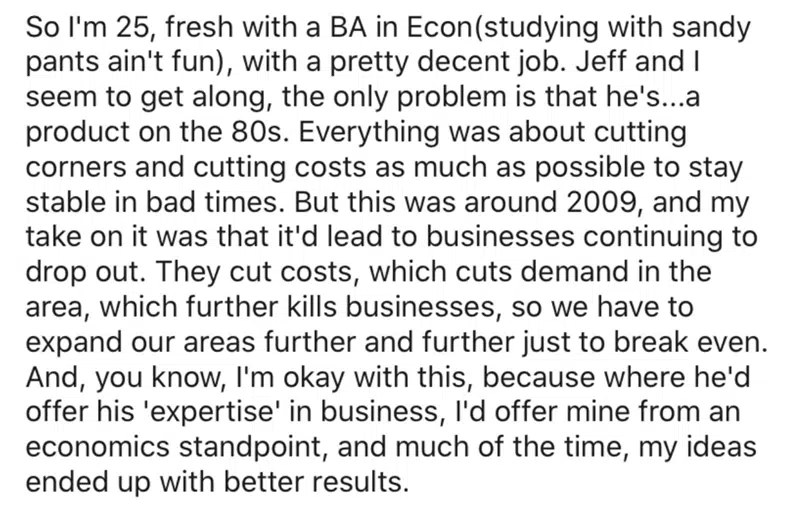 So I'm 25, fresh with a BA in Econ(studying with sandy
pants ain't fun), with a pretty decent job. Jeff and I
seem to get along, the only problem is that he's...a
product on the 80s. Everything was about cutting
corners and cutting costs as much as possible to stay
stable in bad times. But this was around 2009, and my
take on it was that it'd lead to businesses continuing to
drop out. They cut costs, which cuts demand in the
area, which further kills businesses, so we have to
expand our areas further and further just to break even.
And, you know, I'm okay with this, because where he'd
offer his 'expertise' in business, I'd offer mine from an
economics standpoint, and much of the time, my ideas
ended up with better results.